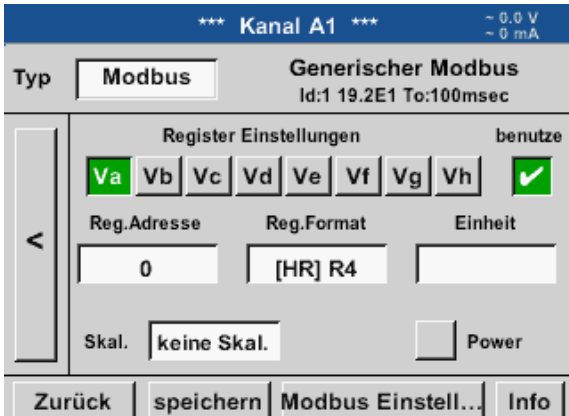 *** Kanal A1 ***
~ 0.0 V
~ 0 mA
Typ
Modbus
Generischer Modbus
Id:1 19.2E1 To:100msec
Register Einstellungen
benutze
Va Vb Vc Vd Ve Vf Vg Vh
<
Reg.Adresse Reg.Format Einheit
0 [HR] R4
Skal. keine Skal. Power
Zurück speichern Modbus Einstell... Info